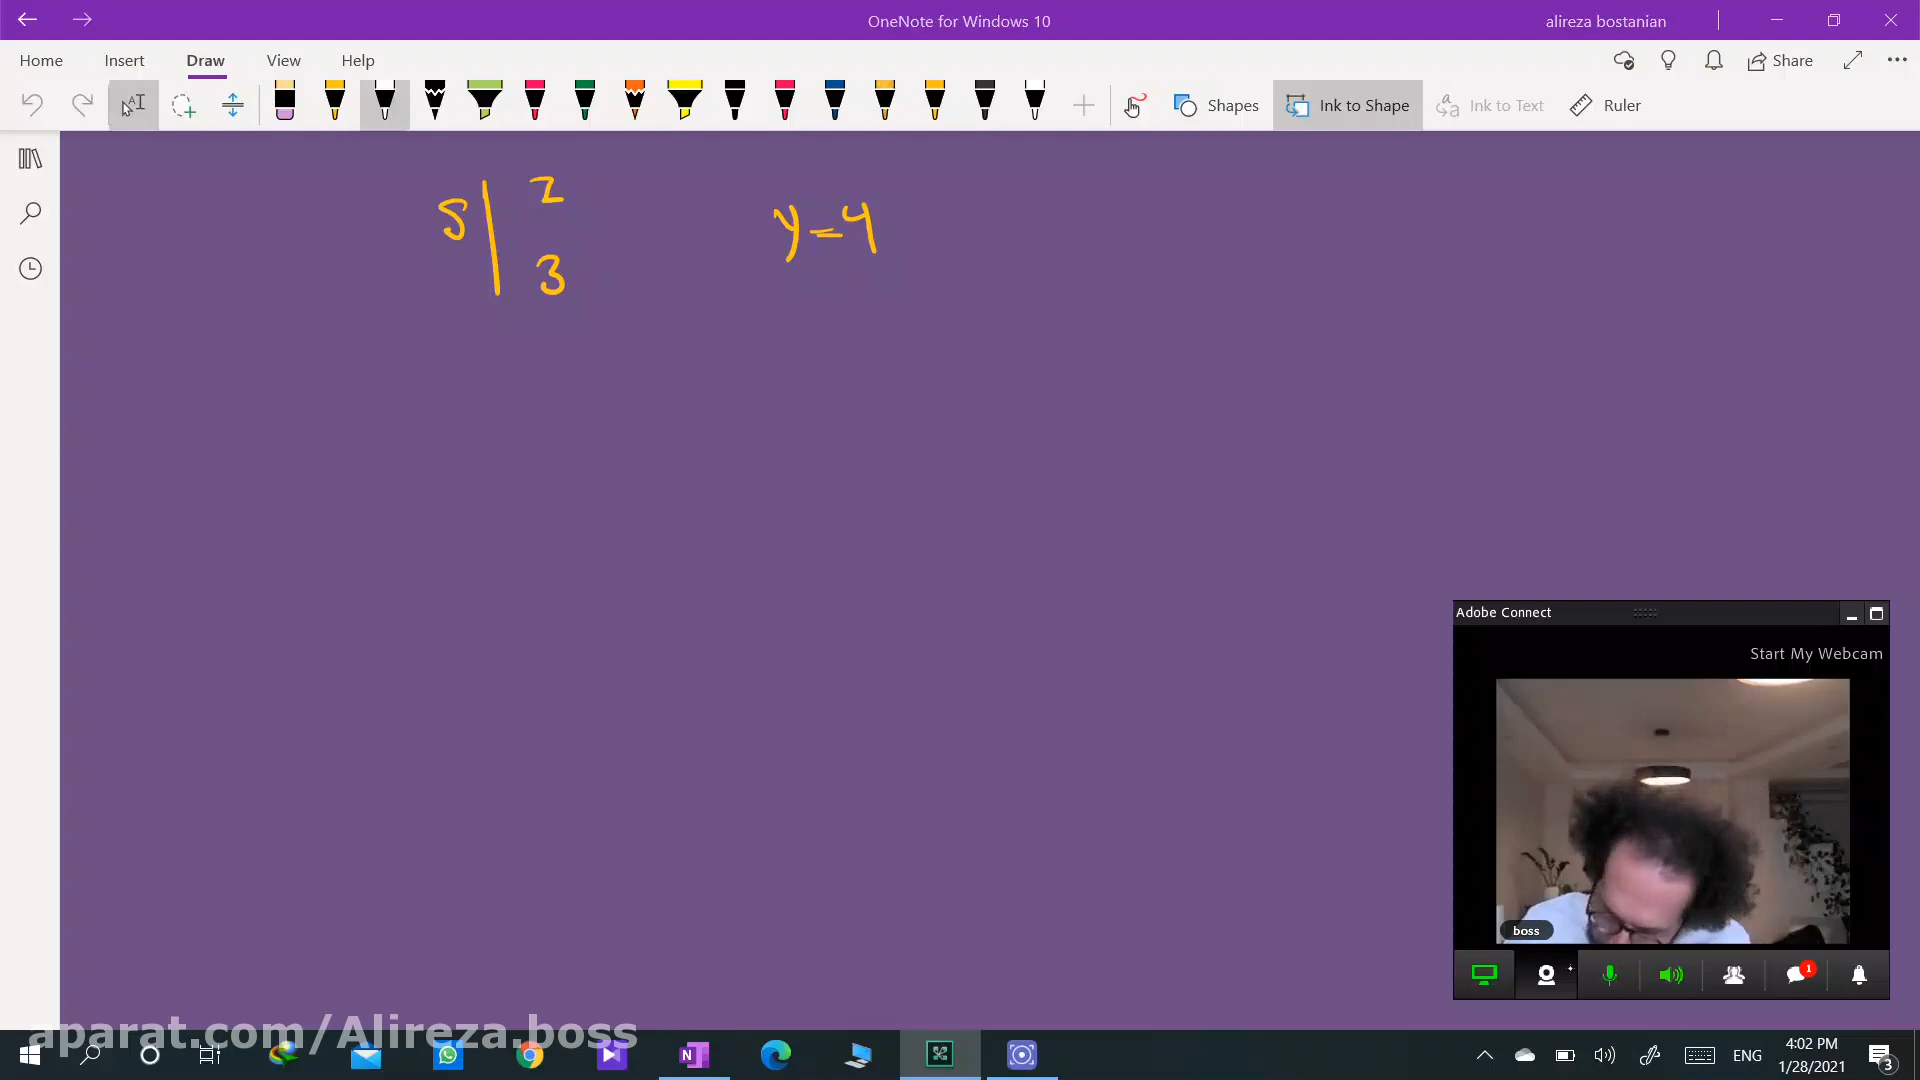 OneNote for Windows 10
alireza bostanian
Home Insert Draw View Help
Share
Shapes
Ink to Shape
Ink to Text
Ruler
S | 2
3
y=4
Adobe Connect
Start My Webcam
boss
1
aparat.com/Alireza.boss
ENG
4:02 PM
1/28/2021
3